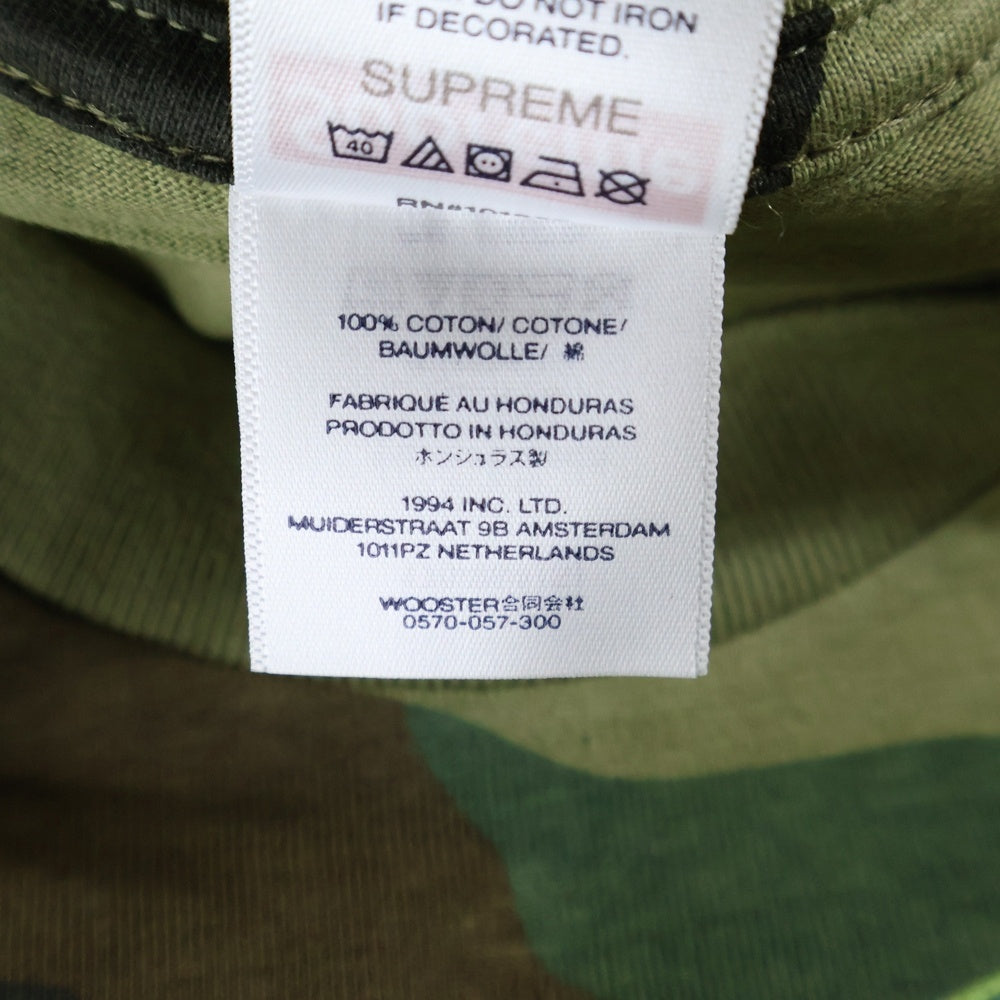 DO NOT IRON
IF DECORATED.
SUPREME
40
100% COTON/ COTONE/
BAUMWOLLE/ 綿
FABRIQUE AU HONDURAS
PRODOTTO IN HONDURAS
ホンジュラス製
1994 INC. LTD.
MUIDERSTRAAT 9B AMSTERDAM
1011PZ NETHERLANDS
WOOSTER合同会社
0570-057-300